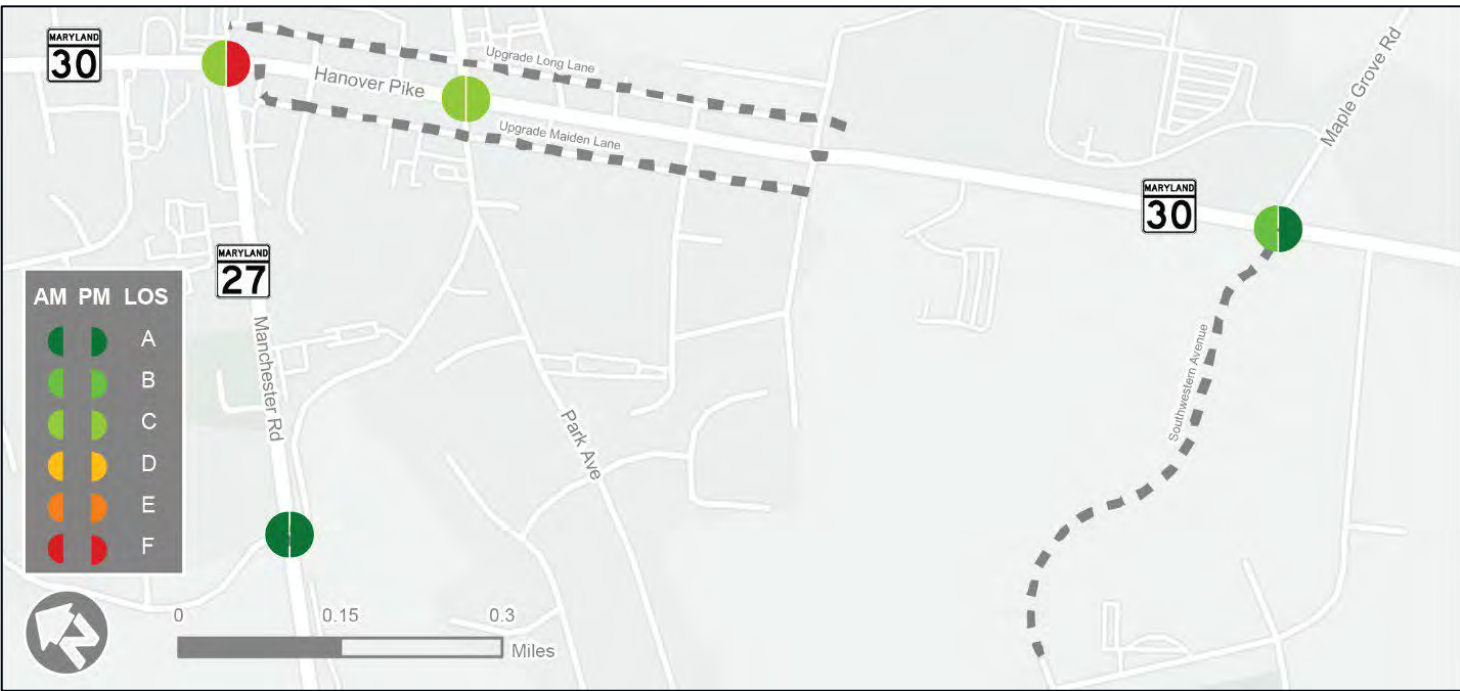 MARYLAND
30
Hanover Pike
Upgrade Long Lane
Upgrade Maiden Lane
Maple Grove Rd
MARYLAND
30
MARYLAND
27
Manchester Rd
Park Ave
Southwestern Avenue
AM PM LOS
A
B
C
D
E
F
N
0 0.15 0.3
Miles